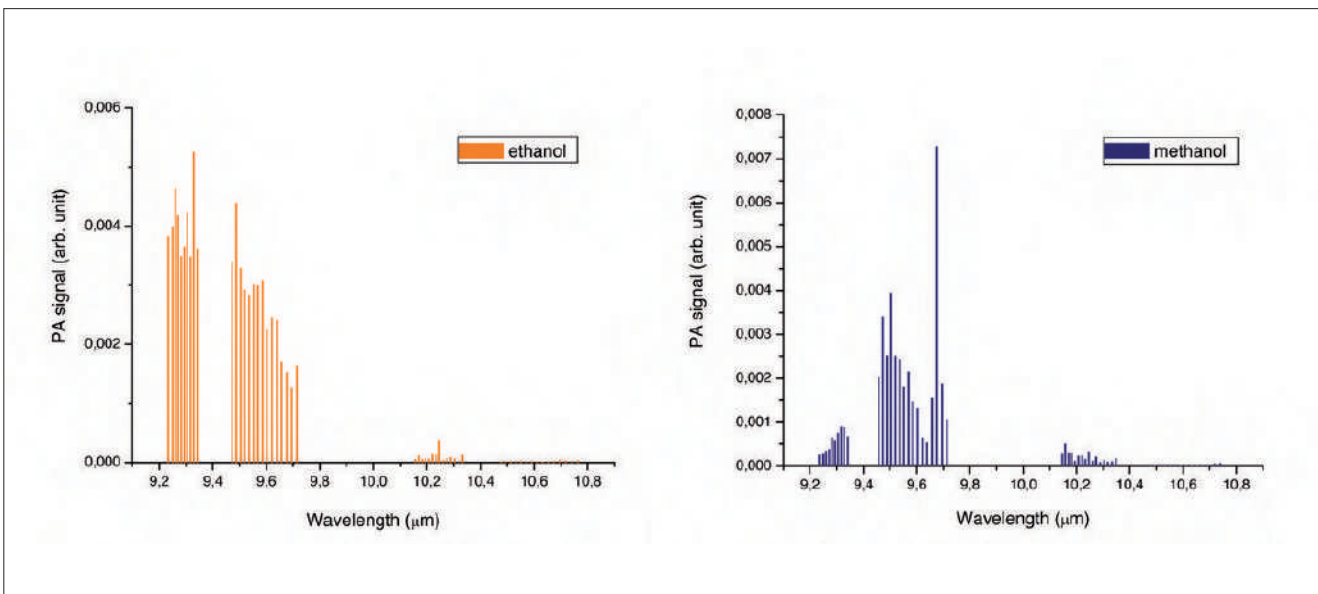 0,006
0,004
0,002
0,000
PA signal (arb. unit)
ethanol
9,2 9,4 9,6 9,8 10,0 10,2 10,4 10,6 10,8
Wavelength (μm)
0,008
0,007
0,006
0,005
0,004
0,003
0,002
0,001
0,000
PA signal (arb. unit)
methanol
9,2 9,4 9,6 9,8 10,0 10,2 10,4 10,6 10,8
Wavelength (μm)